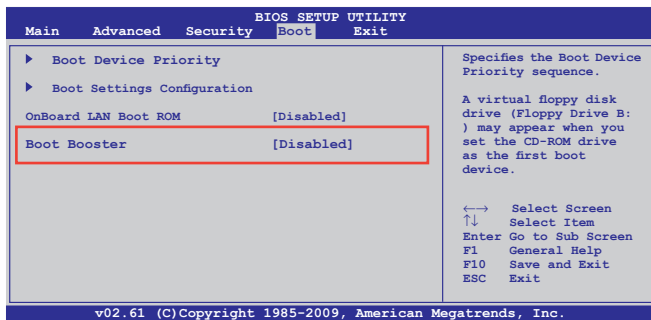 BIOS SETUP UTILITY
Main Advanced Security Boot Exit
Boot Device Priority
Boot Settings Configuration
OnBoard LAN Boot ROM [Disabled]
Boot Booster [Disabled]
Specifies the Boot Device
Priority sequence.
A virtual floppy disk
drive (Floppy Drive B:
) may appear when you
set the CD-ROM drive
as the first boot
device.
←→ Select Screen
↑↓ Select Item
Enter Go to Sub Screen
F1 General Help
F10 Save and Exit
ESC Exit
v02.61 (C)Copyright 1985-2009, American Megatrends, Inc.